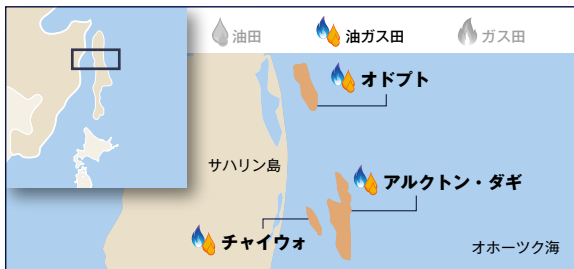 油田
油ガス田
ガス田
オドプト
サハリン島
アルクトン・ダギ
チャイウォ
オホーツク海